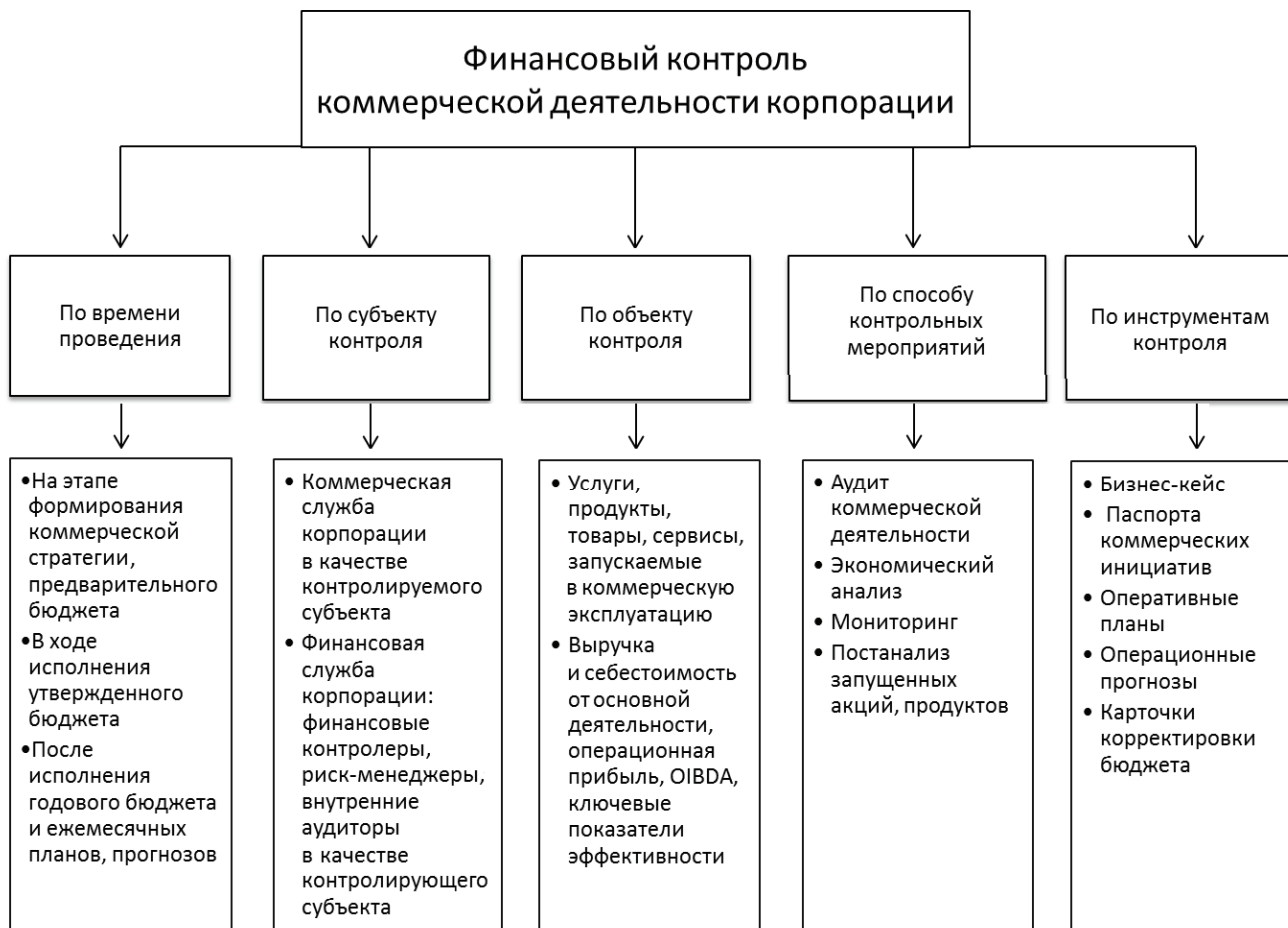 Финансовый контроль
коммерческой деятельности корпорации
По времени
проведения
По субъекту
контроля
По объекту
контроля
По способу
контрольных
мероприятий
По инструментам
контроля
•На этапе
формирования
коммерческой
стратегии,
предварительного
бюджета
•В ходе
исполнения
утвержденного
бюджета
•После
исполнения
годового бюджета
и ежемесячных
планов, прогнозов
• Коммерческая
служба
корпорации
в качестве
контролируемого
субъекта
• Финансовая
служба
корпорации:
финансовые
контролеры,
риск-менеджеры,
внутренние
аудиторы
в качестве
контролирующего
субъекта
• Услуги,
продукты,
товары, сервисы,
запускаемые
в коммерческую
эксплуатацию
• Выручка
и себестоимость
от основной
деятельности,
операционная
прибыль, OIBDA,
ключевые
показатели
эффективности
• Аудит
коммерческой
деятельности
• Экономический
анализ
• Мониторинг
• Постанализ
запущенных
акций, продуктов
• Бизнес-кейс
• Паспорта
коммерческих
инициатив
• Оперативные
планы
• Операционные
прогнозы
• Карточки
корректировки
бюджета